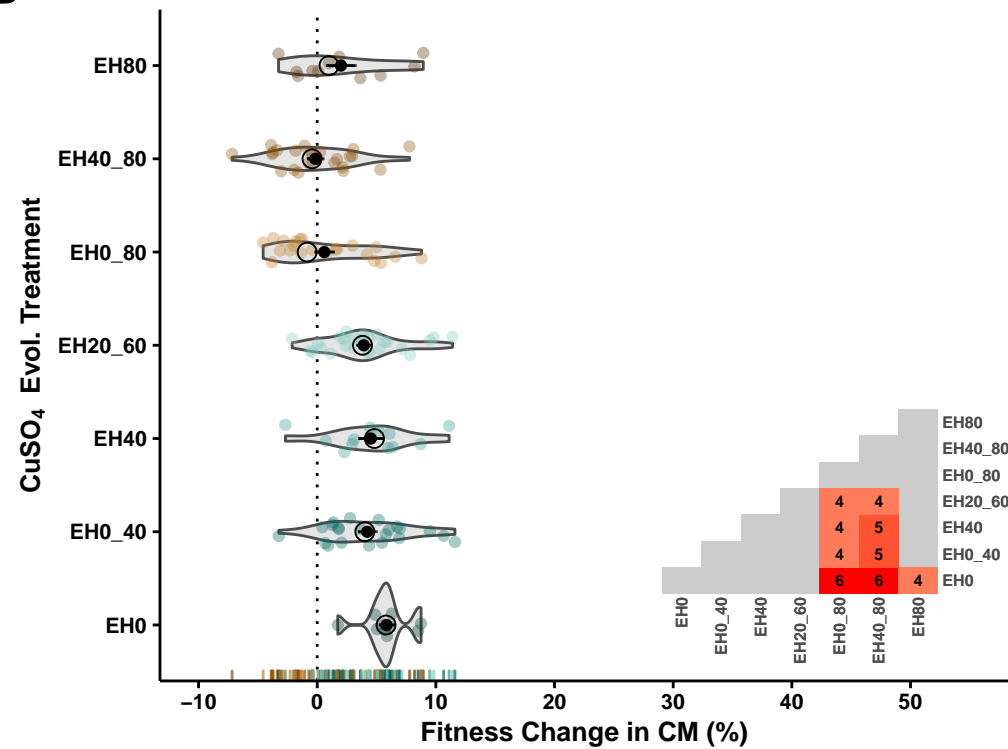 EH80
EH40_80
EH0_80
EH20_60
EH40
EH0_40
EH0
CuSO₄ Evol. Treatment
−10 0 10 20 30 40 50
Fitness Change in CM (%)
EH80
EH40_80
EH0_80
4 4 EH20_60
4 5 EH40
4 5 EH0_40
6 6 4 EH0
EH0 EH0_40 EH40 EH20_60 EH0_80 EH40_80 EH80